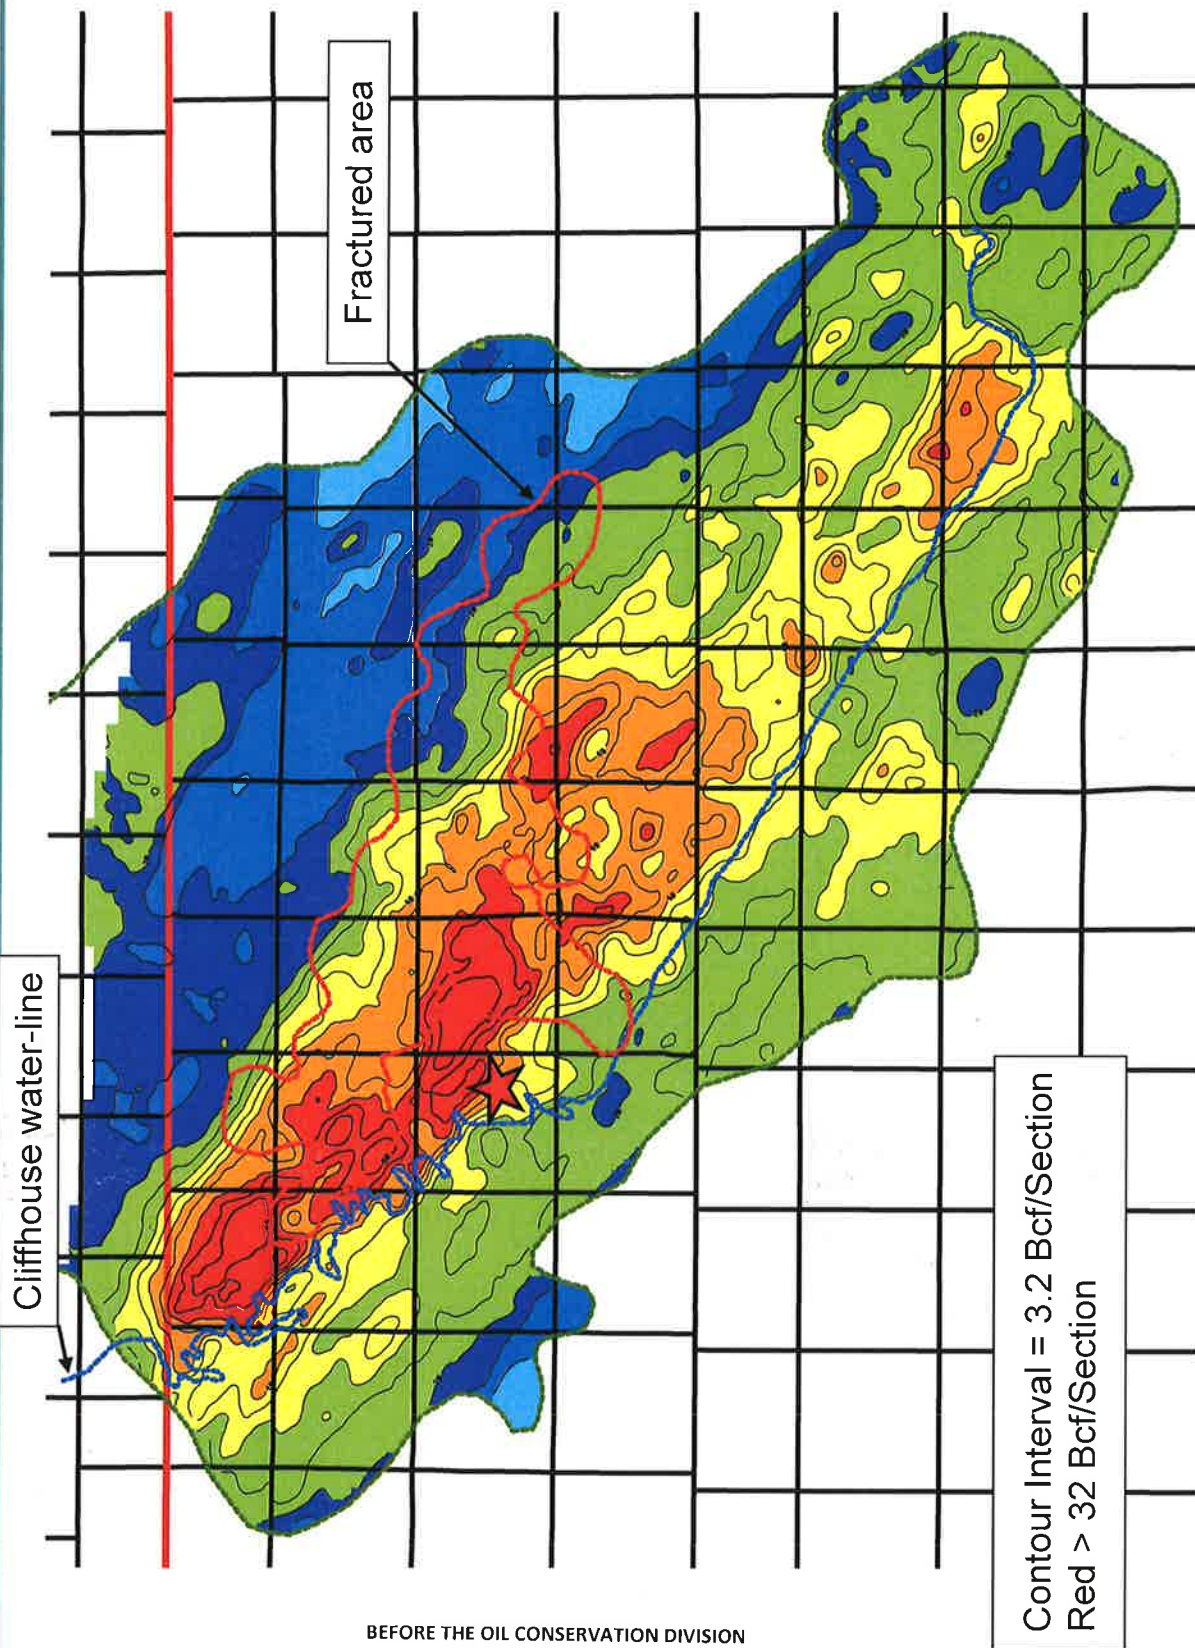 Cliffhouse water-line
Fractured area
Contour Interval = 3.2 Bcf/Section
Red > 32 Bcf/Section
BEFORE THE OIL CONSERVATION DIVISION